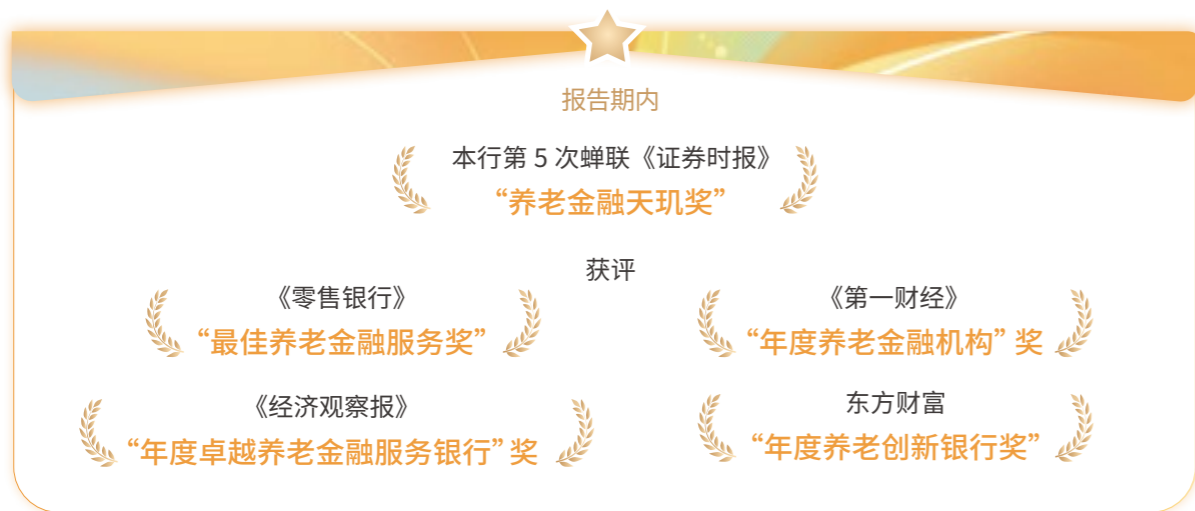 报告期内
本行第 5 次蝉联《证券时报》
“养老金融天玑奖”
获评
《零售银行》
“最佳养老金融服务奖”
《第一财经》
“年度养老金融机构” 奖
《经济观察报》
“年度卓越养老金融服务银行” 奖
东方财富
“年度养老创新银行奖”